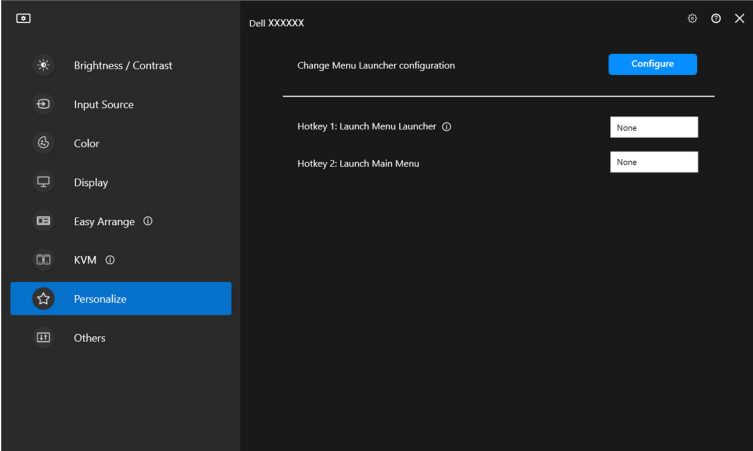 Dell XXXXXX
Brightness / Contrast
Input Source
Color
Display
Easy Arrange
KVM
Personalize
Others
Change Menu Launcher configuration
Configure
Hotkey 1: Launch Menu Launcher
None
Hotkey 2: Launch Main Menu
None